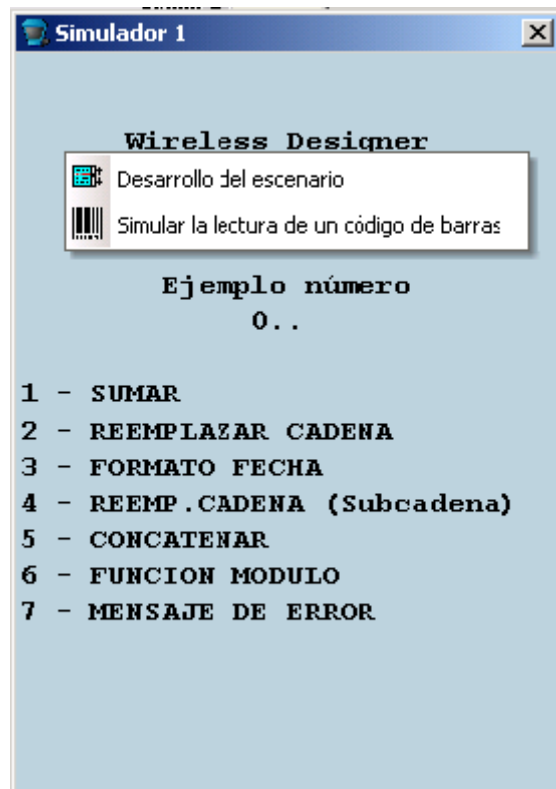 Simulador 1
Wireless Designer
Desarrollo del escenario
Simular la lectura de un código de barras
Ejemplo número
0..
1 - SUMAR
2 - REEMPLAZAR CADENA
3 - FORMATO FECHA
4 - REEMP.CADENA (Subcadena)
5 - CONCATENAR
6 - FUNCION MODULO
7 - MENSAJE DE ERROR